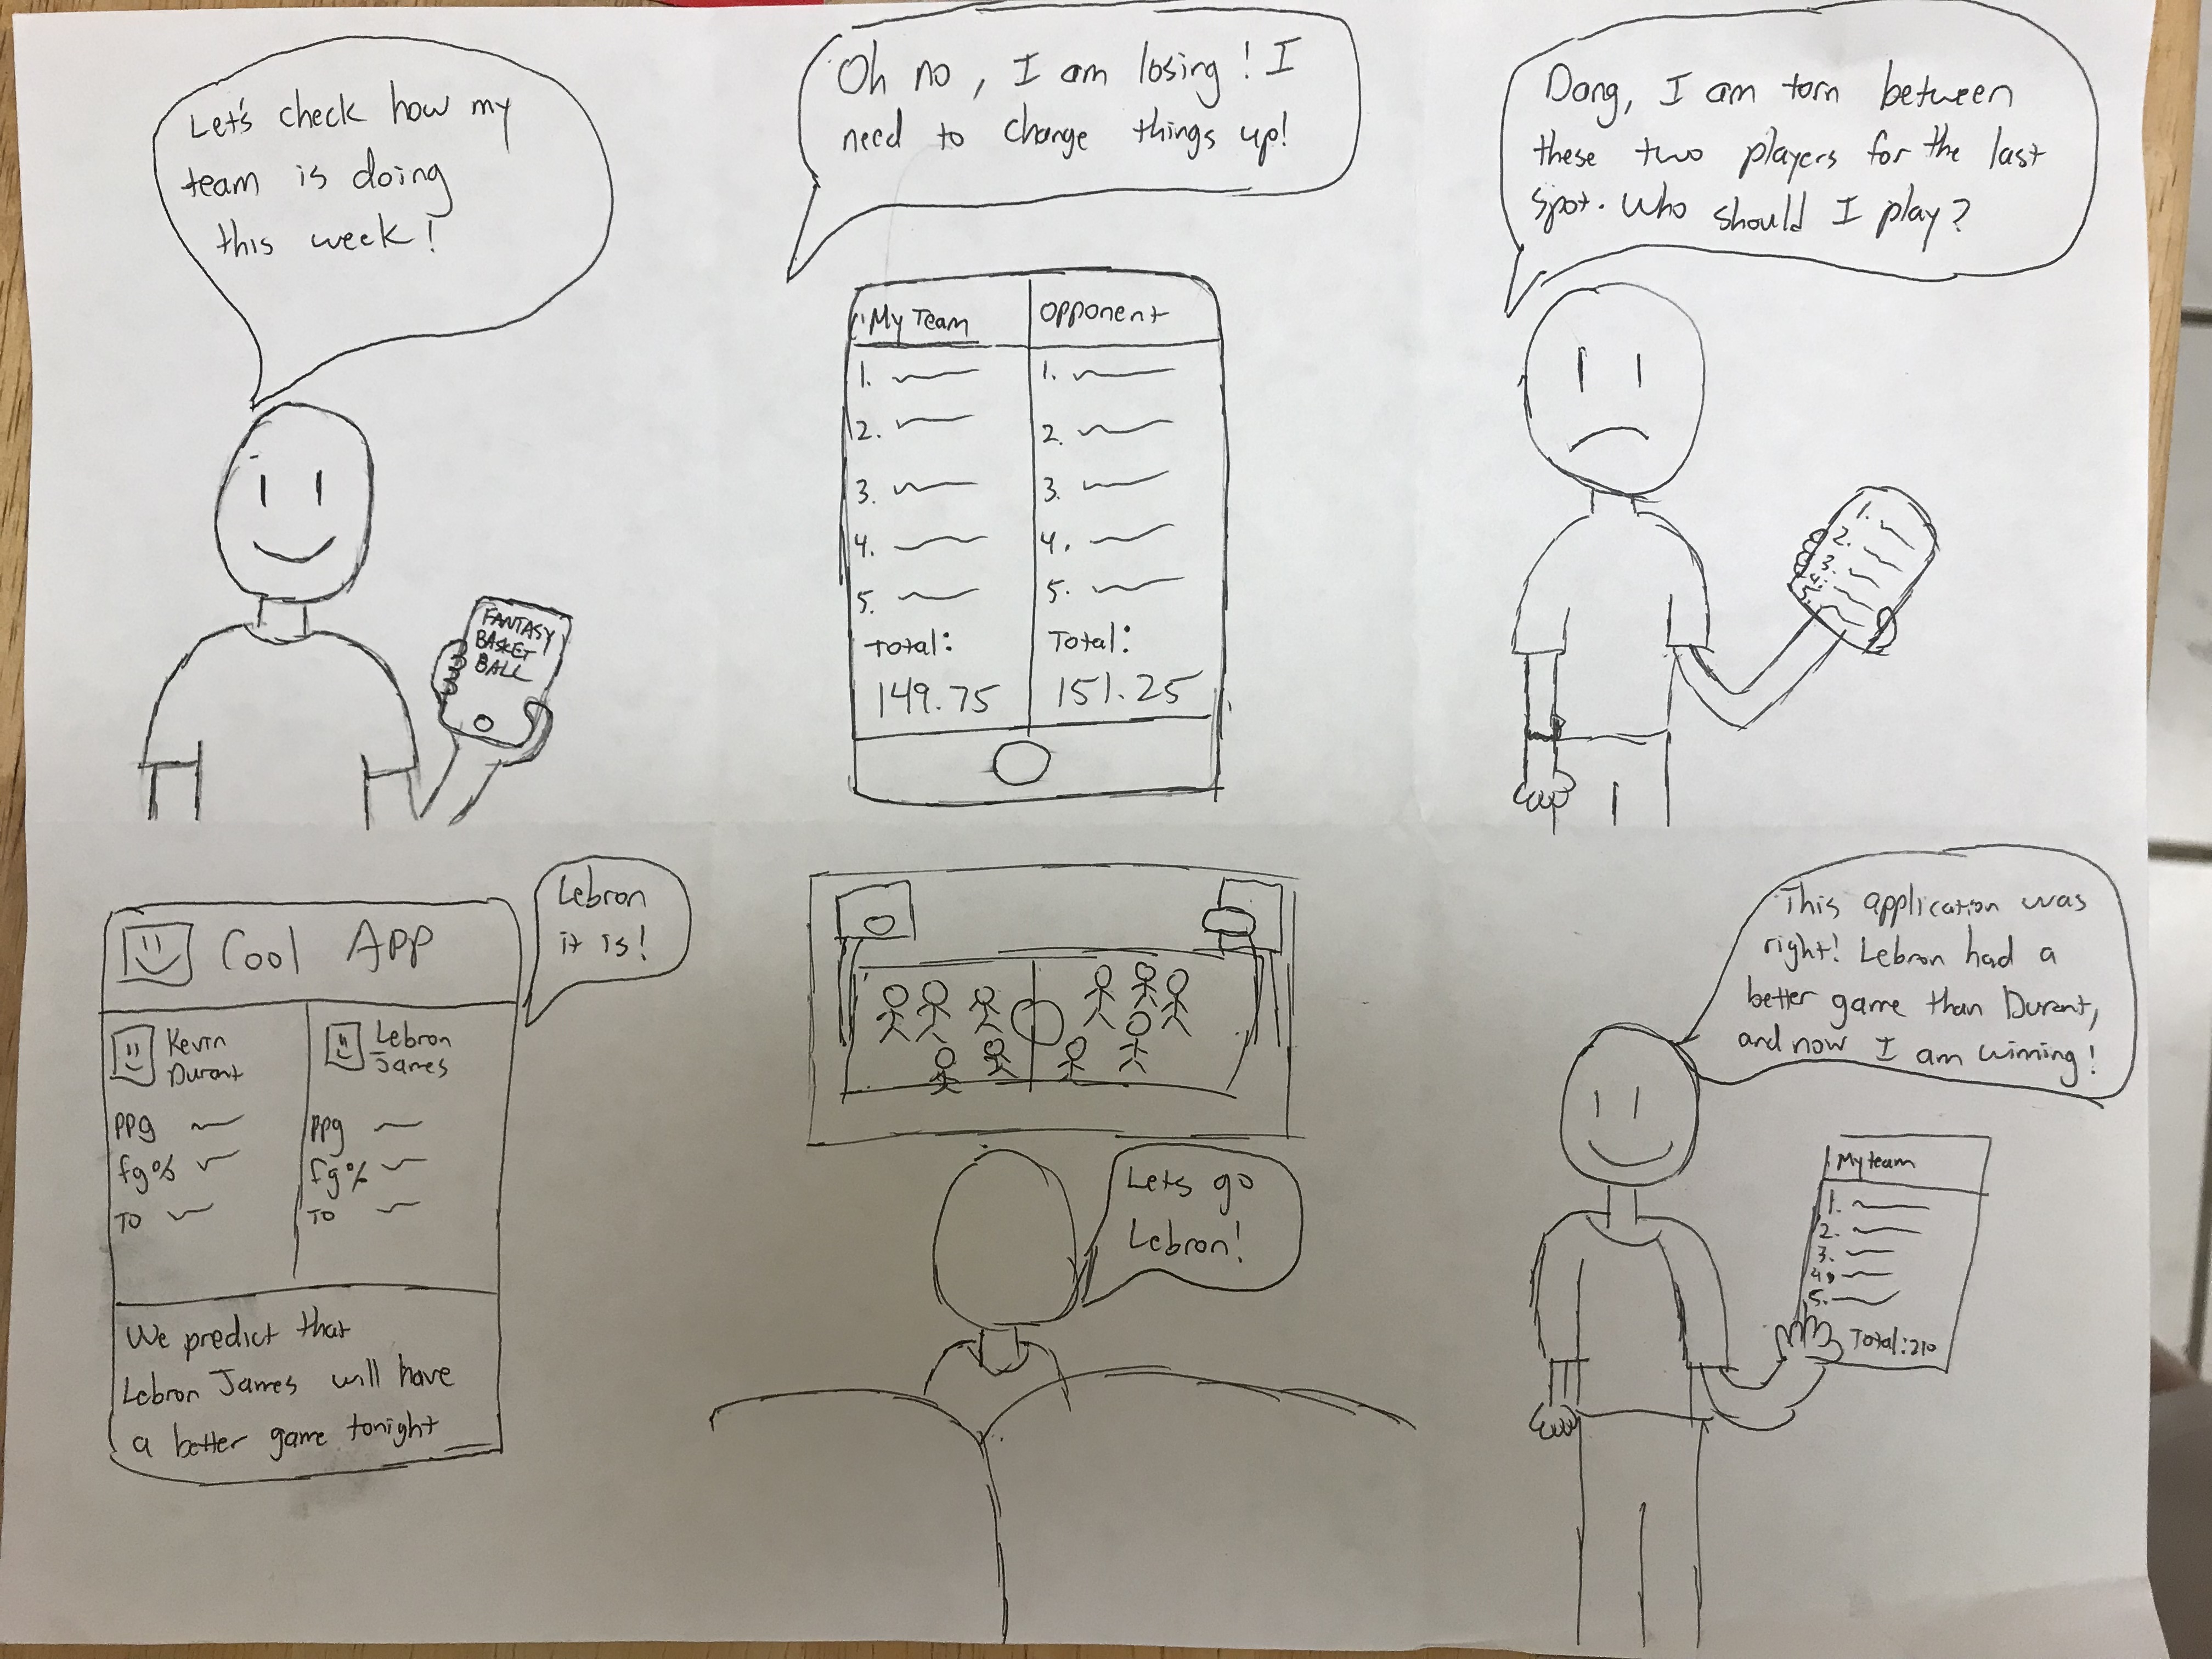 Let's check how my
team is doing
this week!
FANTASY
BASKET
BALL
Oh no, I am losing! I
need to change things up!
My Team
1.
2.
3.
4.
5.
Total:
149.75
opponent
1.
2.
3.
4.
5.
Total:
151.25
Dang, I am torn between
these two players for the last
spot. Who should I play?
1.
2.
3.
4.
5.
Cool App
Kevin
Durant
ppg
fg%
TO
Lebron
James
ppg
fg%
TO
We predict that
Lebron James will have
a better game tonight
Lebron
it is!
Lets go
Lebron!
This application was
right! Lebron had a
better game than Durant,
and now I am winning!
My team
1.
2.
3.
4.
5.
Total: 210